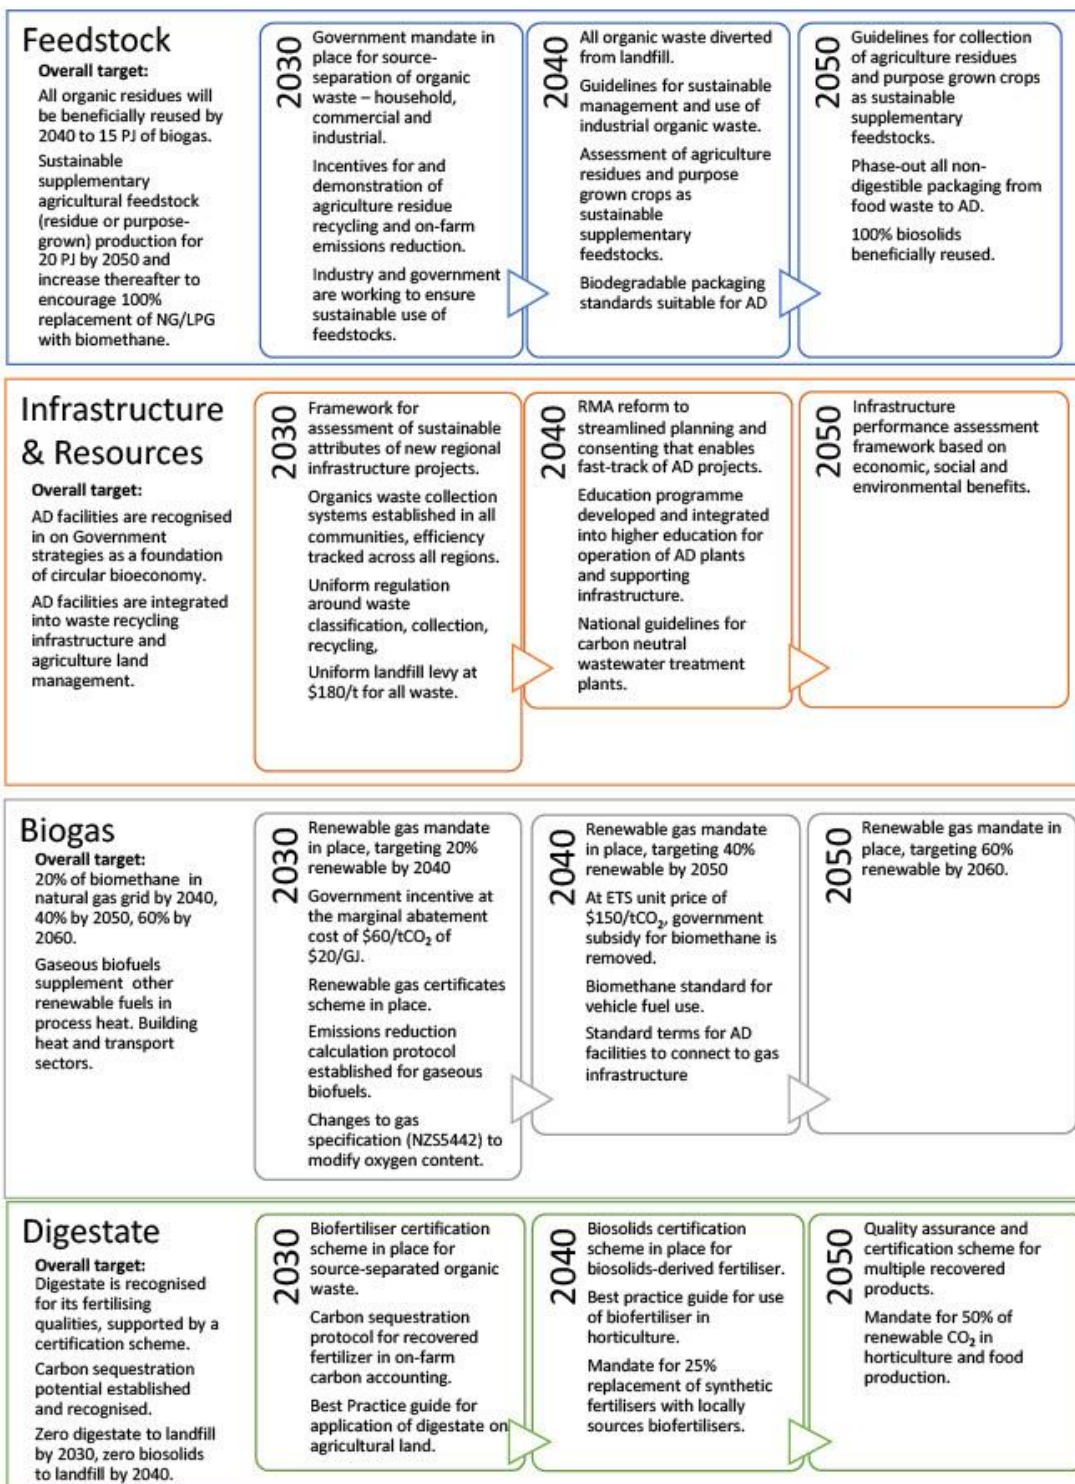 Feedstock
Overall target:
All organic residues will
be beneficially reused by
2040 to 15 PJ of biogas.
Sustainable
supplementary
agricultural feedstock
(residue or purpose-
grown) production for
20 PJ by 2050 and
increase thereafter to
encourage 100%
replacement of NG/LPG
with biomethane.
2030
Government mandate in
place for source-
separation of organic
waste – household,
commercial and
industrial.
Incentives for and
demonstration of
agriculture residue
recycling and on-farm
emissions reduction.
Industry and government
are working to ensure
sustainable use of
feedstocks.
2040
All organic waste diverted
from landfill.
Guidelines for sustainable
management and use of
industrial organic waste.
Assessment of agriculture
residues and purpose
grown crops as
sustainable
supplementary
feedstocks.
Biodegradable packaging
standards suitable for AD
2050
Guidelines for collection
of agriculture residues
and purpose grown crops
as sustainable
supplementary
feedstocks.
Phase-out all non-
digestible packaging from
food waste to AD.
100% biosolids
beneficially reused.
Infrastructure
& Resources
Overall target:
AD facilities are recognised
in on Government
strategies as a foundation
of circular bioeconomy.
AD facilities are integrated
into waste recycling
infrastructure and
agriculture land
management.
2030
Framework for
assessment of sustainable
attributes of new regional
infrastructure projects.
Organics waste collection
systems established in all
communities, efficiency
tracked across all regions.
Uniform regulation
around waste
classification, collection,
recycling,
Uniform landfill levy at
$180/t for all waste.
2040
RMA reform to
streamlined planning and
consenting that enables
fast-track of AD projects.
Education programme
developed and integrated
into higher education for
operation of AD plants
and supporting
infrastructure.
National guidelines for
carbon neutral
wastewater treatment
plants.
2050
Infrastructure
performance assessment
framework based on
economic, social and
environmental benefits.
Biogas
Overall target:
20% of biomethane in
natural gas grid by 2040,
40% by 2050, 60% by
2060.
Gaseous biofuels
supplement other
renewable fuels in
process heat. Building
heat and transport
sectors.
2030
Renewable gas mandate
in place, targeting 20%
renewable by 2040
Government incentive at
the marginal abatement
cost of $60/tCO₂ of
$20/GJ.
Renewable gas certificates
scheme in place.
Emissions reduction
calculation protocol
established for gaseous
biofuels.
Changes to gas
specification (NZS5442) to
modify oxygen content.
2040
Renewable gas mandate
in place, targeting 40%
renewable by 2050
At ETS unit price of
$150/tCO₂, government
subsidy for biomethane is
removed.
Biomethane standard for
vehicle fuel use.
Standard terms for AD
facilities to connect to gas
infrastructure
2050
Renewable gas mandate in
place, targeting 60%
renewable by 2060.
Digestate
Overall target:
Digestate is recognised
for its fertilising
qualities, supported by a
certification scheme.
Carbon sequestration
potential established
and recognised.
Zero digestate to landfill
by 2030, zero biosolids
to landfill by 2040.
2030
Biofertiliser certification
scheme in place for
source-separated organic
waste.
Carbon sequestration
protocol for recovered
fertilizer in on-farm
carbon accounting.
Best Practice guide for
application of digestate on
agricultural land.
2040
Biosolids certification
scheme in place for
biosolids-derived fertiliser.
Best practice guide for use
of biofertiliser in
horticulture.
Mandate for 25%
replacement of synthetic
fertilisers with locally
sources biofertilisers.
2050
Quality assurance and
certification scheme for
multiple recovered
products.
Mandate for 50% of
renewable CO₂ in
horticulture and food
production.